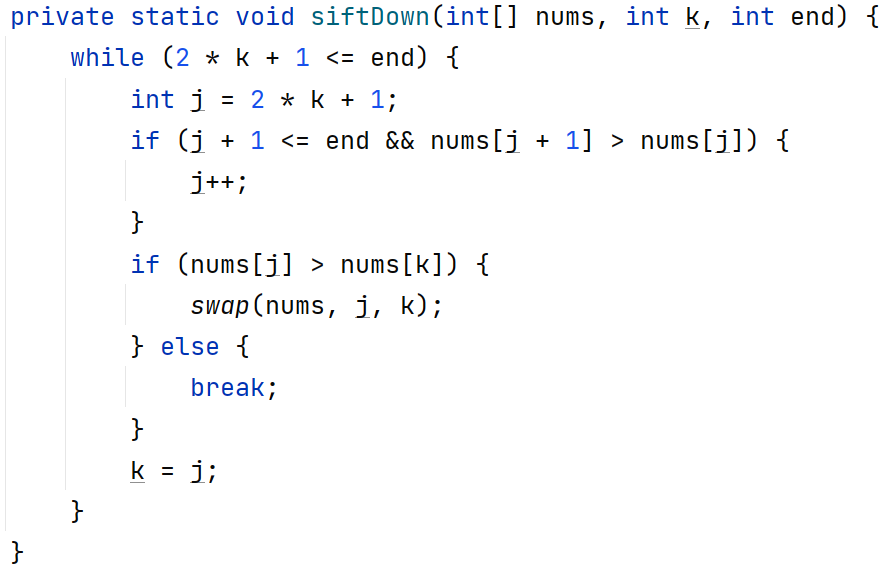 private static void siftDown(int[] nums, int k, int end) {
    while (2 * k + 1 <= end) {
        int j = 2 * k + 1;
        if (j + 1 <= end && nums[j + 1] > nums[j]) {
            j++;
        }
        if (nums[j] > nums[k]) {
            swap(nums, j, k);
        } else {
            break;
        }
        k = j;
    }
}